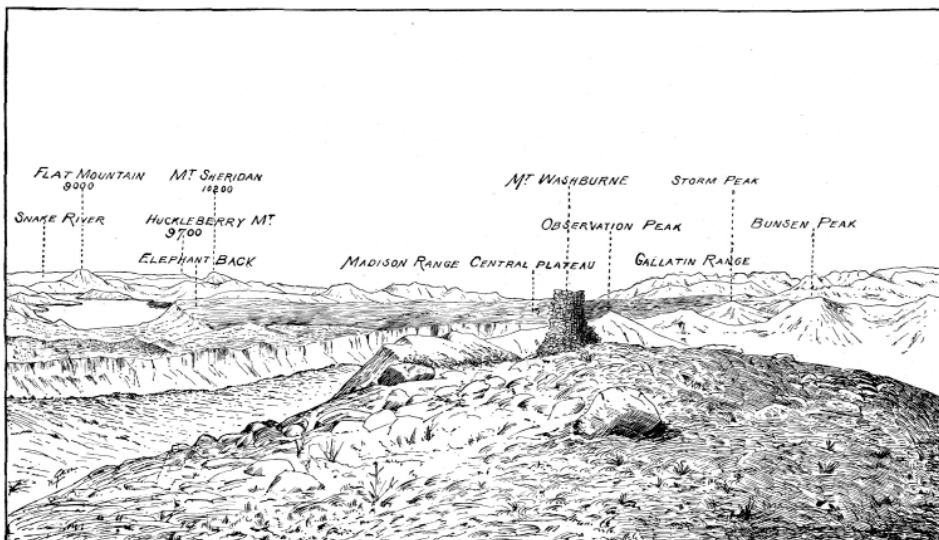 FLAT MOUNTAIN
9000
MT SHERIDAN
10200
MT WASHBURNE
STORM PEAK
SNAKE RIVER
HUCKLEBERRY MT.
9700
OBSERVATION PEAK
BUNSEN PEAK
ELEPHANT BACK
MADISON RANGE
CENTRAL PLATEAU
GALLATIN RANGE